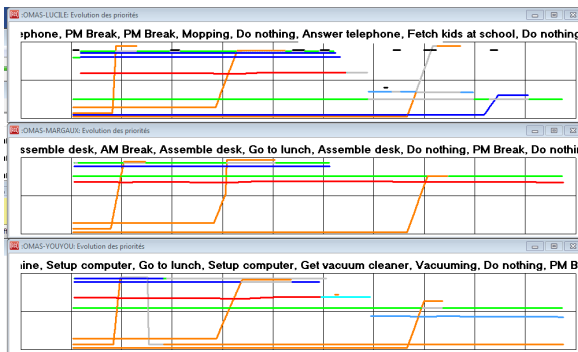 :OMAS-LUCILE: Evolution des priorités
ephone, PM Break, PM Break, Mopping, Do nothing, Answer telephone, Fetch kids at school, Do nothing
:OMAS-MARGAUX: Evolution des priorités
ssemble desk, AM Break, Assemble desk, Go to lunch, Assemble desk, Do nothing, PM Break, Do nothi
:OMAS-YOUYOU: Evolution des priorités
ine, Setup computer, Go to lunch, Setup computer, Get vacuum cleaner, Vacuuming, Do nothing, PM B